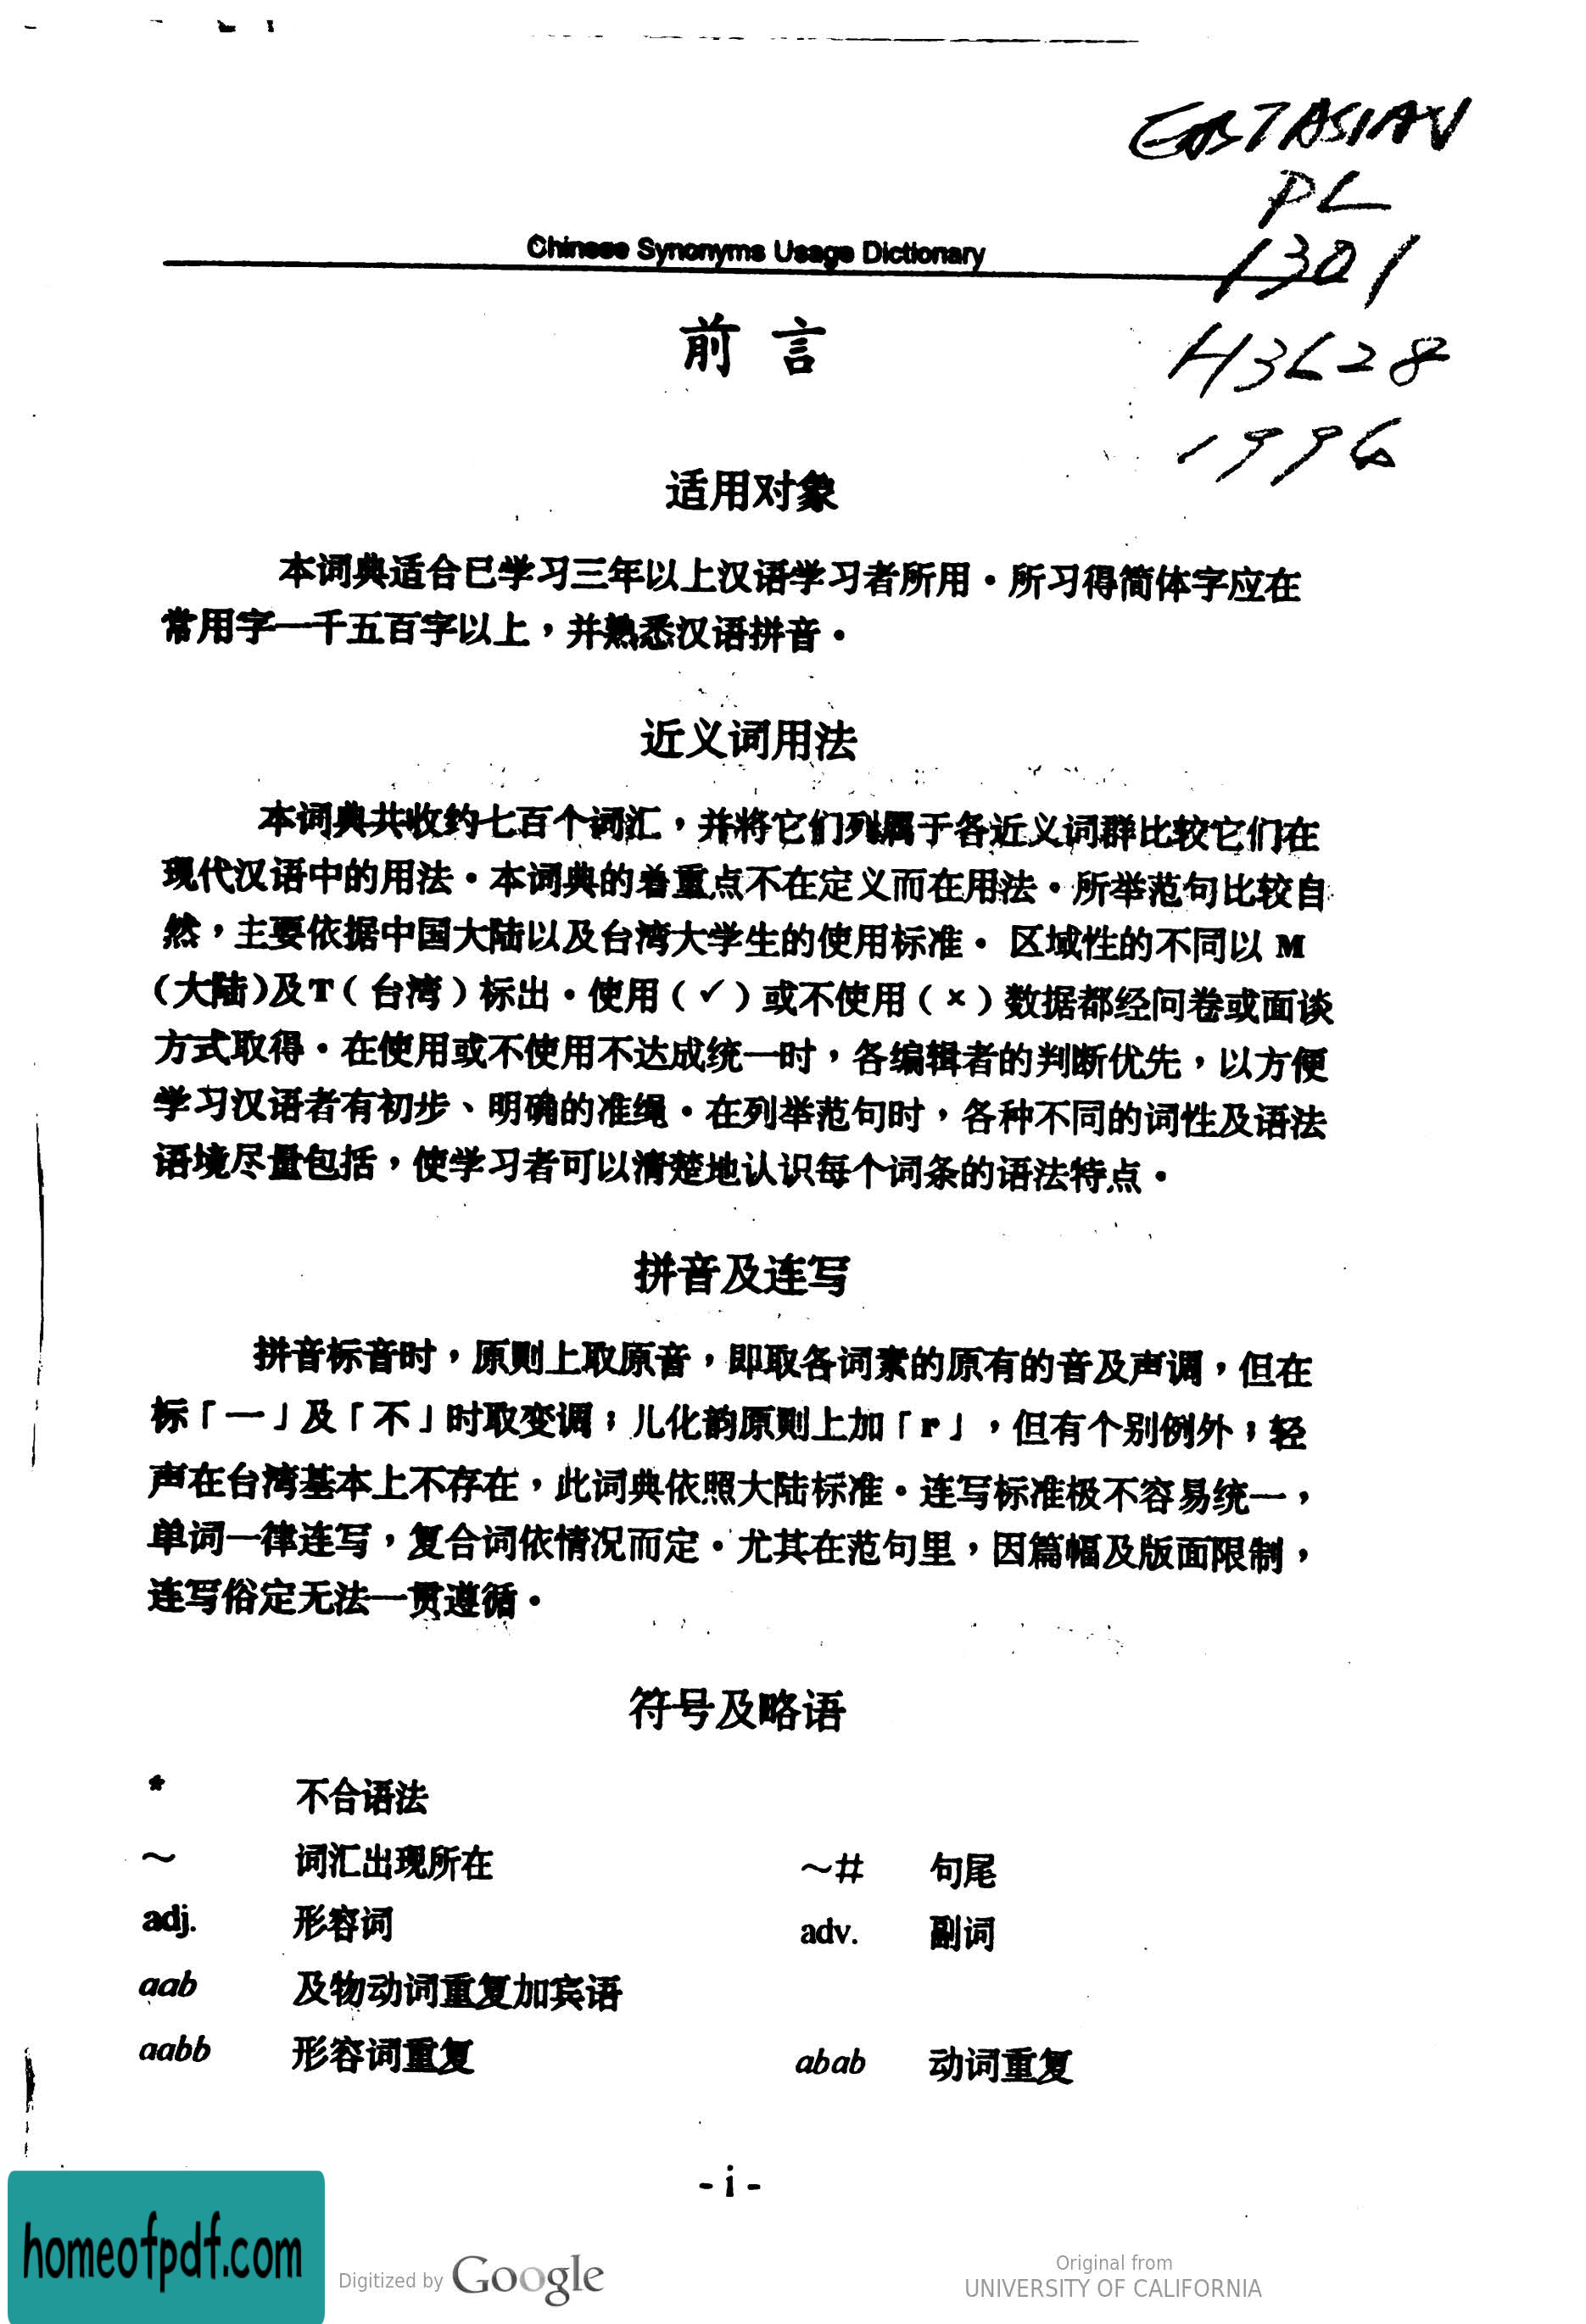 EASTASIAN
PL
1301
H3628
1996
Chinese Synonyms Usage Dictionary
前言
适用对象
本词典适合已学习三年以上汉语学习者所用。所习得简体字应在
常用字一千五百字以上，并熟悉汉语拼音。
近义词用法
本词典共收约七百个词汇，并将它们列属于各近义词群比较它们在
现代汉语中的用法。本词典的着重点不在定义而在用法。所举范句比较自
然，主要依据中国大陆以及台湾大学生的使用标准。区域性的不同以 M
(大陆)及T(台湾)标出。使用(✓)或不使用(×)数据都经问卷或面谈
方式取得。在使用或不使用不达成统一时，各编辑者的判断优先，以方便
学习汉语者有初步、明确的准绳。在列举范句时，各种不同的词性及语法
语境尽量包括，使学习者可以清楚地认识每个词条的语法特点。
拼音及连写
拼音标音时，原则上取原音，即取各词素的原有的音及声调，但在
标「一」及「不」时取变调；儿化韵原则上加「r」，但有个别例外；轻
声在台湾基本上不存在，此词典依照大陆标准。连写标准极不容易统一，
单词一律连写，复合词依情况而定。尤其在范句里，因篇幅及版面限制，
连写俗定无法一贯遵循。
符号及略语
* 不合语法
～ 词汇出现所在 ～# 句尾
adj. 形容词 adv. 副词
aab 及物动词重复加宾语
aabb 形容词重复 abab 动词重复
- i -
homeofpdf.com
Digitized by Google
Original from
UNIVERSITY OF CALIFORNIA